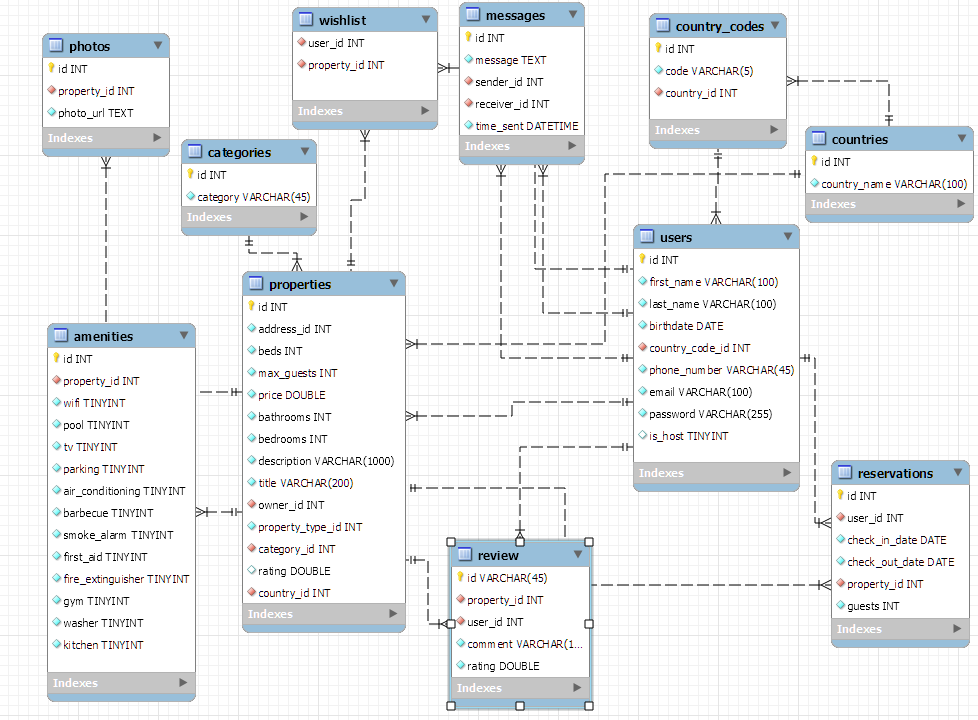 photos
id INT
property_id INT
photo_url TEXT
Indexes
wishlist
user_id INT
property_id INT
Indexes
messages
id INT
message TEXT
sender_id INT
receiver_id INT
time_sent DATETIME
Indexes
country_codes
id INT
code VARCHAR(5)
country_id INT
Indexes
countries
id INT
country_name VARCHAR(100)
Indexes
categories
id INT
category VARCHAR(45)
Indexes
users
id INT
first_name VARCHAR(100)
last_name VARCHAR(100)
birthdate DATE
country_code_id INT
phone_number VARCHAR(45)
email VARCHAR(100)
password VARCHAR(255)
is_host TINYINT
Indexes
properties
id INT
address_id INT
beds INT
max_guests INT
price DOUBLE
bathrooms INT
bedrooms INT
description VARCHAR(1000)
title VARCHAR(200)
owner_id INT
property_type_id INT
category_id INT
rating DOUBLE
country_id INT
Indexes
amenities
id INT
property_id INT
wifi TINYINT
pool TINYINT
tv TINYINT
parking TINYINT
air_conditioning TINYINT
barbecue TINYINT
smoke_alarm TINYINT
first_aid TINYINT
fire_extinguisher TINYINT
gym TINYINT
washer TINYINT
kitchen TINYINT
Indexes
reservations
id INT
user_id INT
check_in_date DATE
check_out_date DATE
property_id INT
guests INT
Indexes
review
id VARCHAR(45)
property_id INT
user_id INT
comment VARCHAR(1...
rating DOUBLE
Indexes